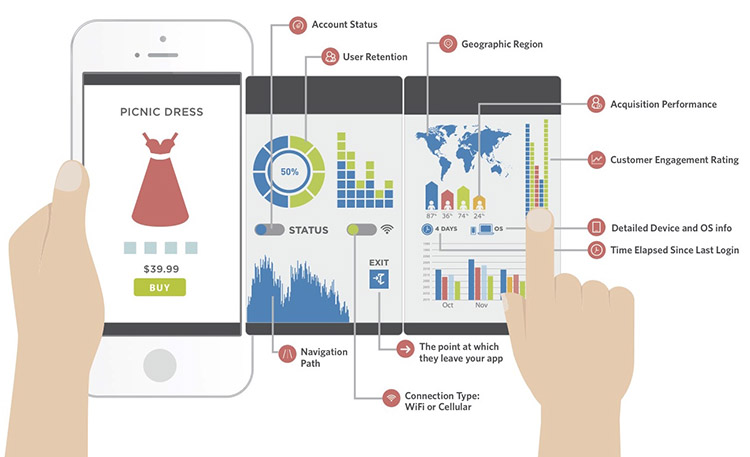 Account Status
User Retention
Geographic Region
Acquisition Performance
Customer Engagement Rating
Detailed Device and OS info
Time Elapsed Since Last Login
PICNIC DRESS
$39.99
BUY
50%
STATUS
EXIT
87° 36° 74° 24°
4 DAYS
OS
Oct
Nov
Navigation
Path
The point at which
they leave your app
Connection Type:
WiFi or Cellular